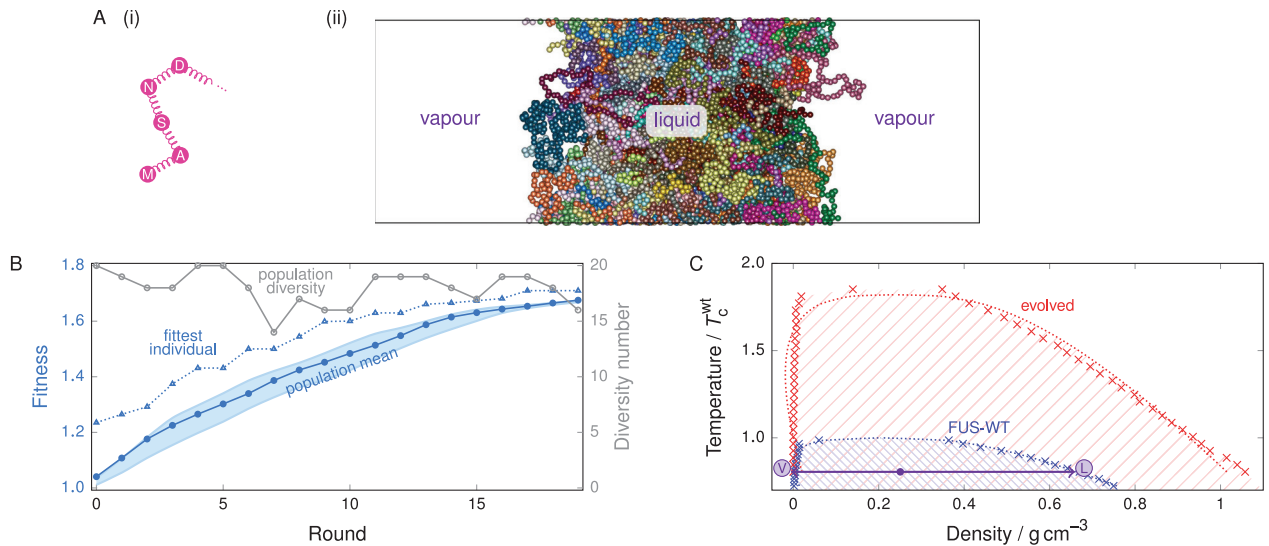 A (i)
(ii)
D
N
S
A
M
vapour
liquid
vapour
B
1.8
1.6
1.4
1.2
1.0
Fitness
population
diversity
fittest
individual
population mean
20
15
10
5
0
Diversity number
0
5
10
15
Round
C
2.0
1.5
1.0
Temperature / T_c^wt
evolved
FUS-WT
V
L
0
0.2
0.4
0.6
0.8
1
Density / g cm⁻³